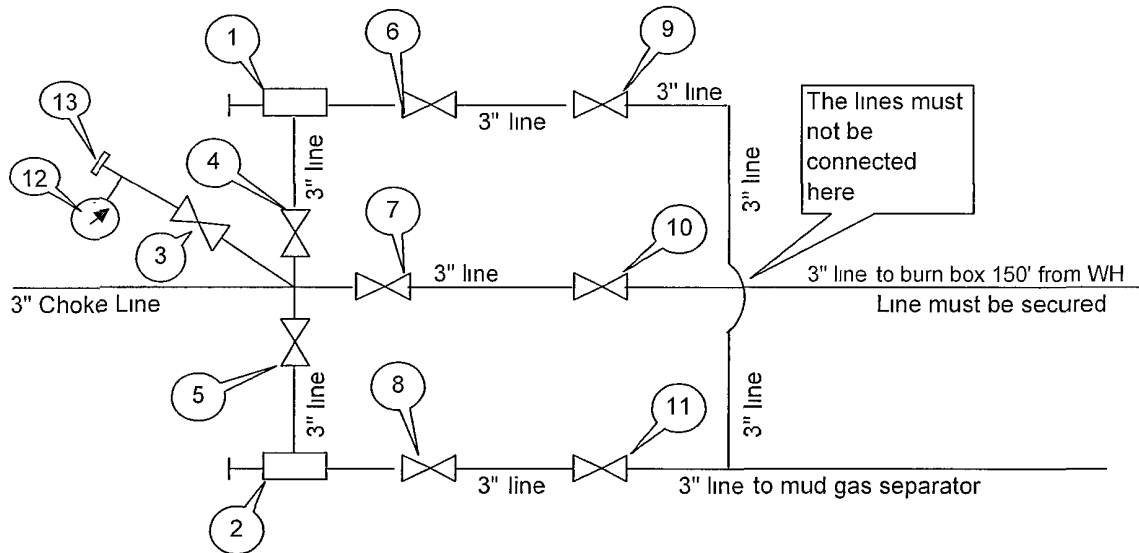 1
6
9
13
3" line
The lines must
not be
connected
here
3" line
12
4
3" line
3" line
7
10
3
3" line
3" line to burn box 150' from WH
3" Choke Line
Line must be secured
5
8
11
3" line
3" line
3" line
3" line to mud gas separator
2